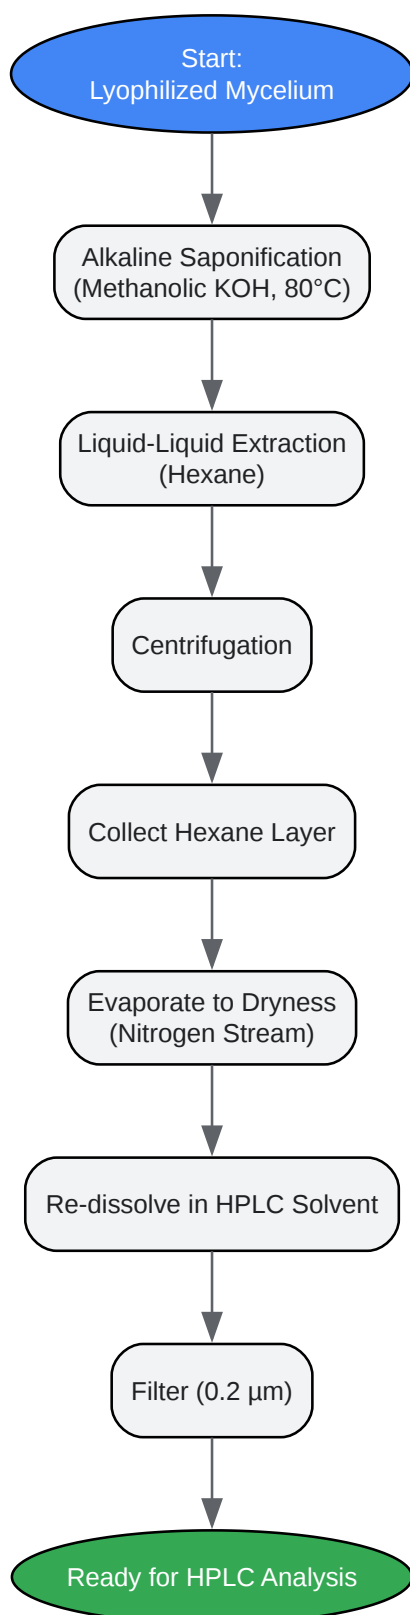 Start:
Lyophilized Mycelium
Alkaline Saponification
(Methanolic KOH, 80°C)
Liquid-Liquid Extraction
(Hexane)
Centrifugation
Collect Hexane Layer
Evaporate to Dryness
(Nitrogen Stream)
Re-dissolve in HPLC Solvent
Filter (0.2 µm)
Ready for HPLC Analysis